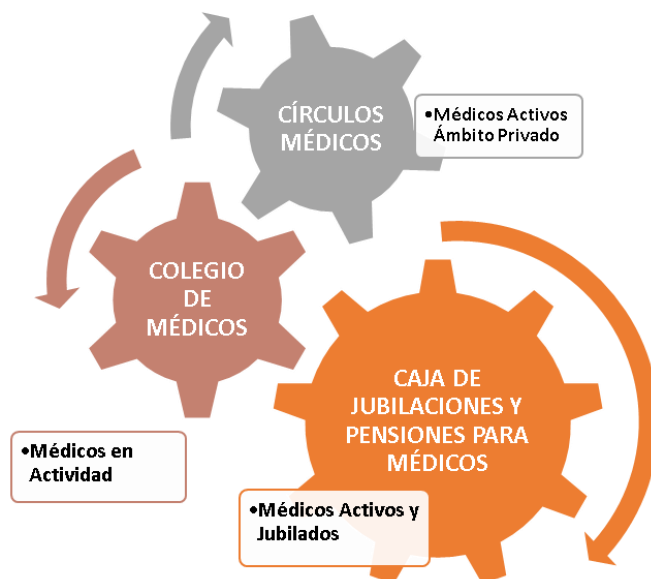 CÍRCULOS
MÉDICOS
•Médicos Activos
Ámbito Privado
COLEGIO
DE
MÉDICOS
•Médicos en
Actividad
CAJA DE
JUBILACIONES Y
PENSIONES PARA
MÉDICOS
•Médicos Activos y
Jubilados